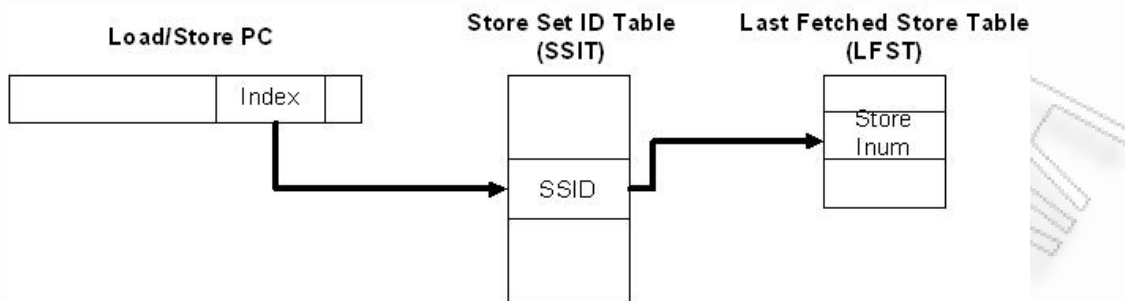 Load/Store PC
Store Set ID Table
(SSIT)
Last Fetched Store Table
(LFST)
Index
Store
Inum
SSID